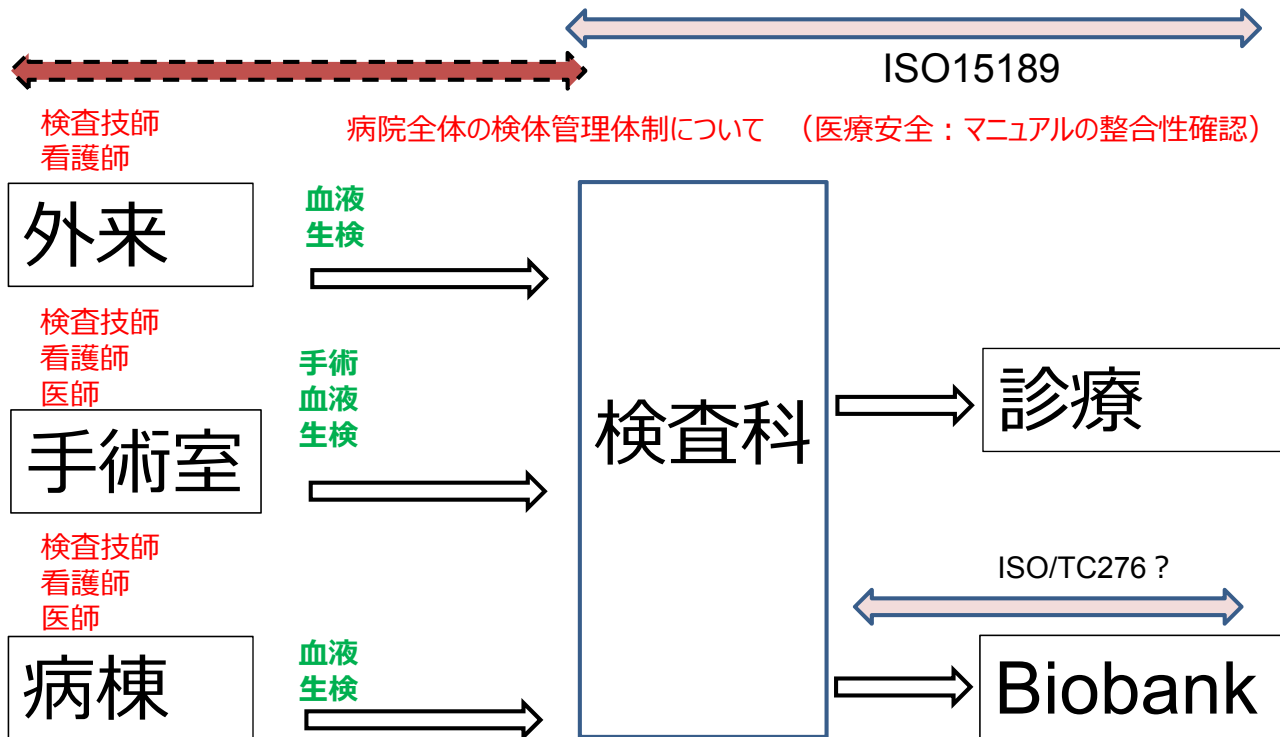 ISO15189
検査技師
看護師
病院全体の検体管理体制について （医療安全：マニュアルの整合性確認）
外来
血液
生検
検査技師
看護師
医師
手術室
手術
血液
生検
検査科
診療
検査技師
看護師
医師
病棟
血液
生検
ISO/TC276？
Biobank